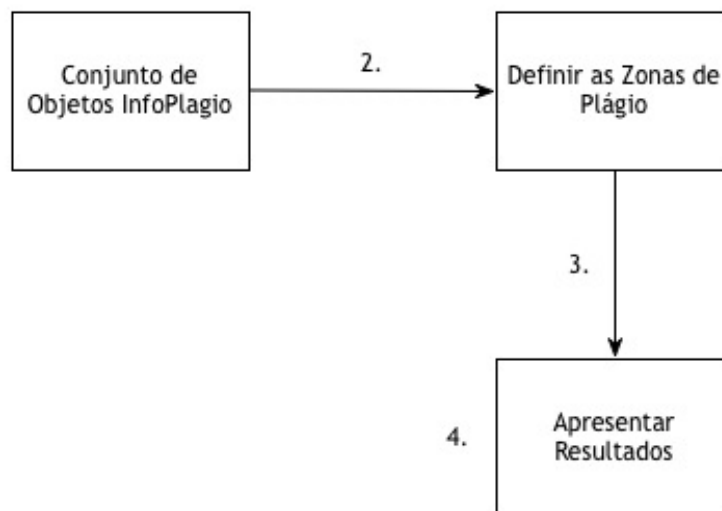 Conjunto de
Objetos InfoPlagio
2.
Definir as Zonas de
Plágio
3.
4.
Apresentar
Resultados